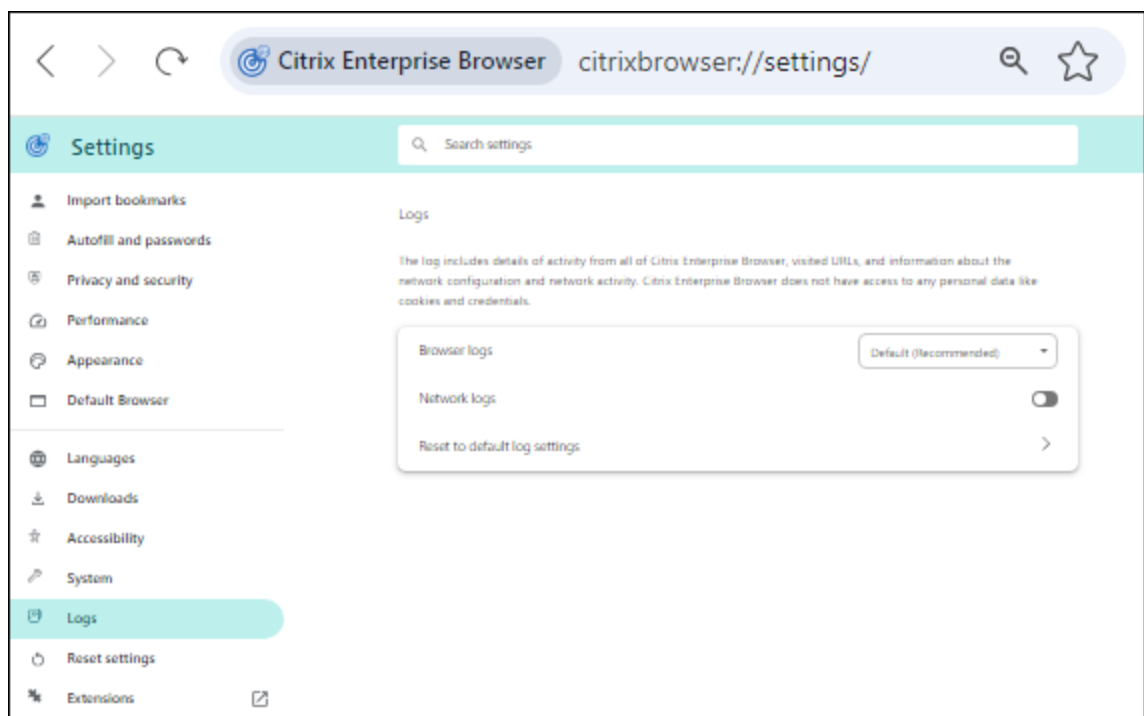 Citrix Enterprise Browser citrixbrowser://settings/
Settings
Search settings
Import bookmarks
Autofill and passwords
Privacy and security
Performance
Appearance
Default Browser
Languages
Downloads
Accessibility
System
Logs
Reset settings
Extensions
Logs
The log includes details of activity from all of Citrix Enterprise Browser, visited URLs, and information about the
network configuration and network activity. Citrix Enterprise Browser does not have access to any personal data like
cookies and credentials.
Browser logs
Default (Recommended)
Network logs
Reset to default log settings